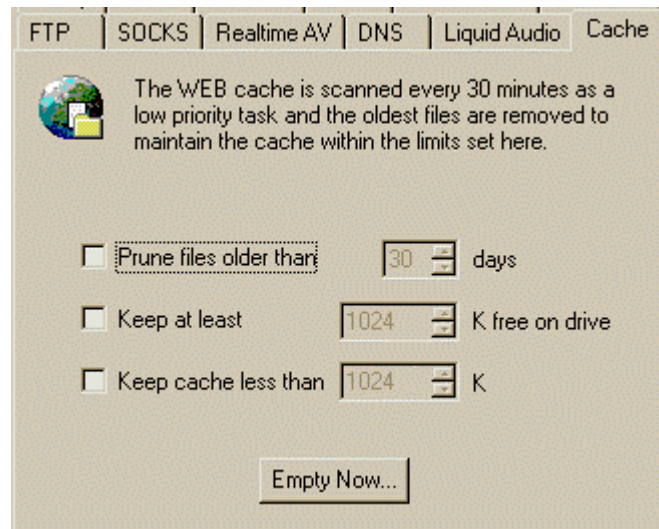 FTP SOCKS Realtime AV DNS Liquid Audio Cache
The WEB cache is scanned every 30 minutes as a
low priority task and the oldest files are removed to
maintain the cache within the limits set here.
Prune files older than 30 days
Keep at least 1024 K free on drive
Keep cache less than 1024 K
Empty Now...